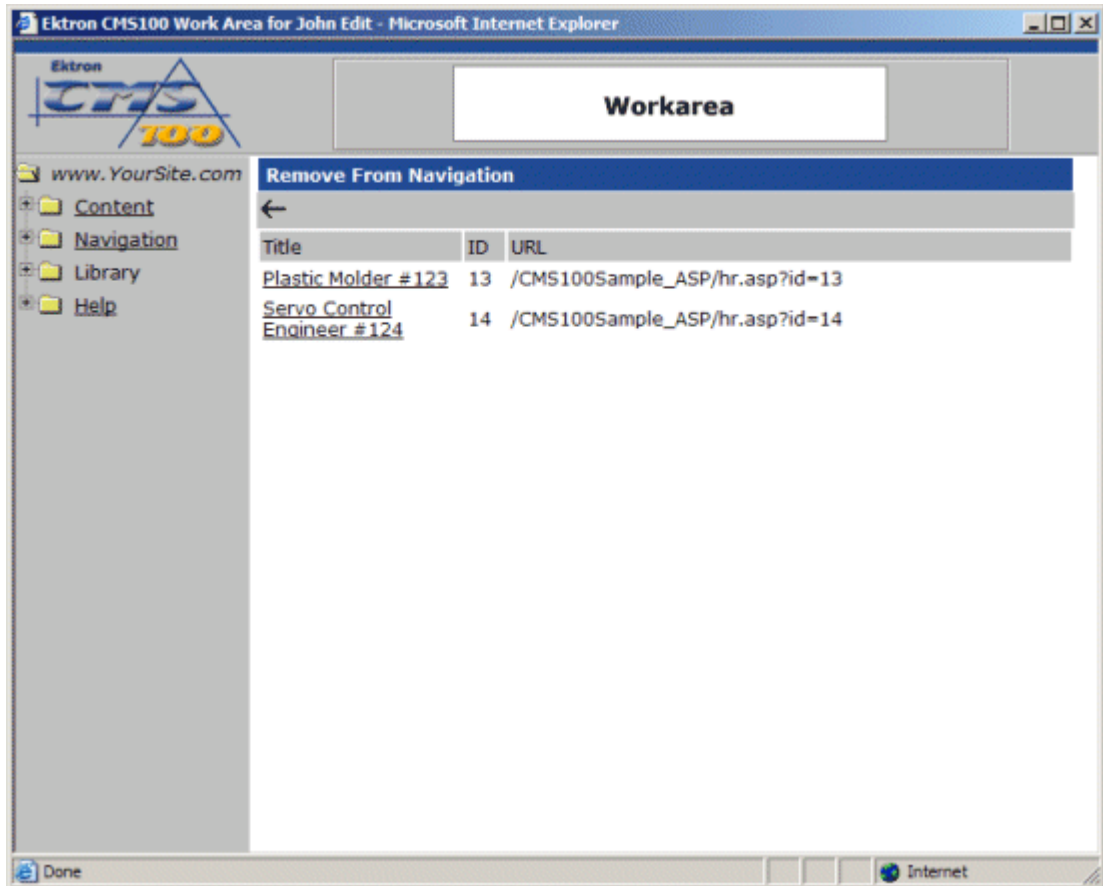 Ektron CMS100 Work Area for John Edit - Microsoft Internet Explorer
Ektron
CMS
100
Workarea
www.YourSite.com
Content
Navigation
Library
Help
Remove From Navigation
Title ID URL
Plastic Molder #123 13 /CMS100Sample_ASP/hr.asp?id=13
Servo Control
Engineer #124 14 /CMS100Sample_ASP/hr.asp?id=14
Done
Internet